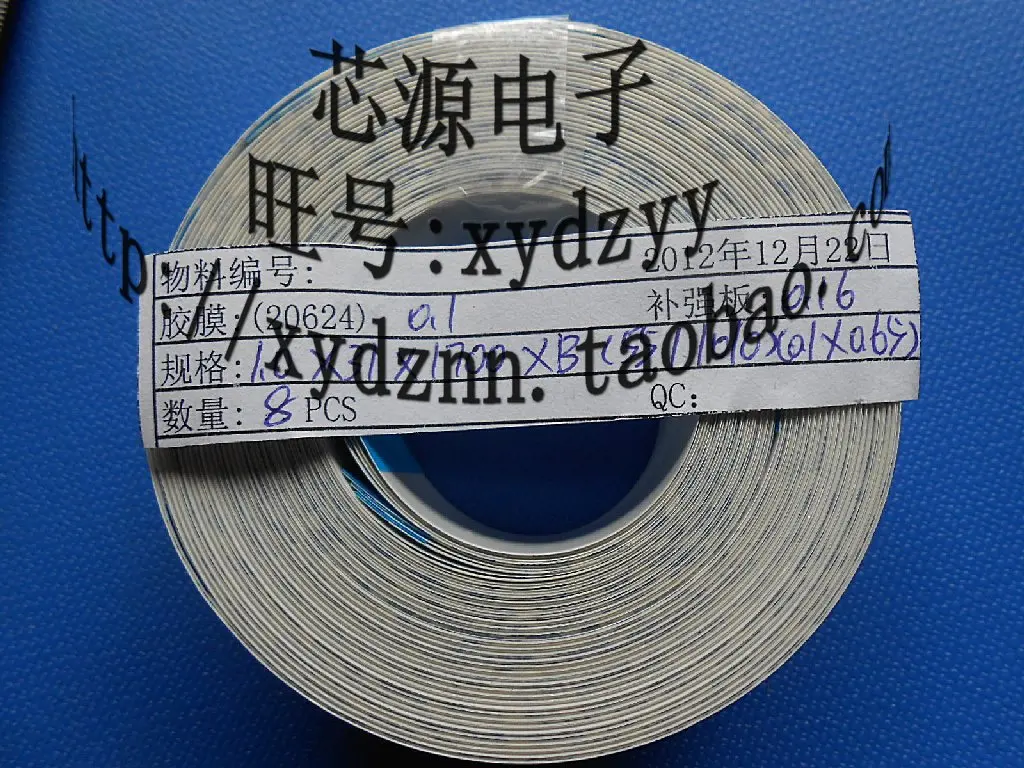 芯源电子
旺号:xydzyy
http://xydznn.taobao.com
物料编号: 2012年12月22日
胶膜:(20624) 0.1 补强板: 0.16
规格:
数量: 8 PCS QC: